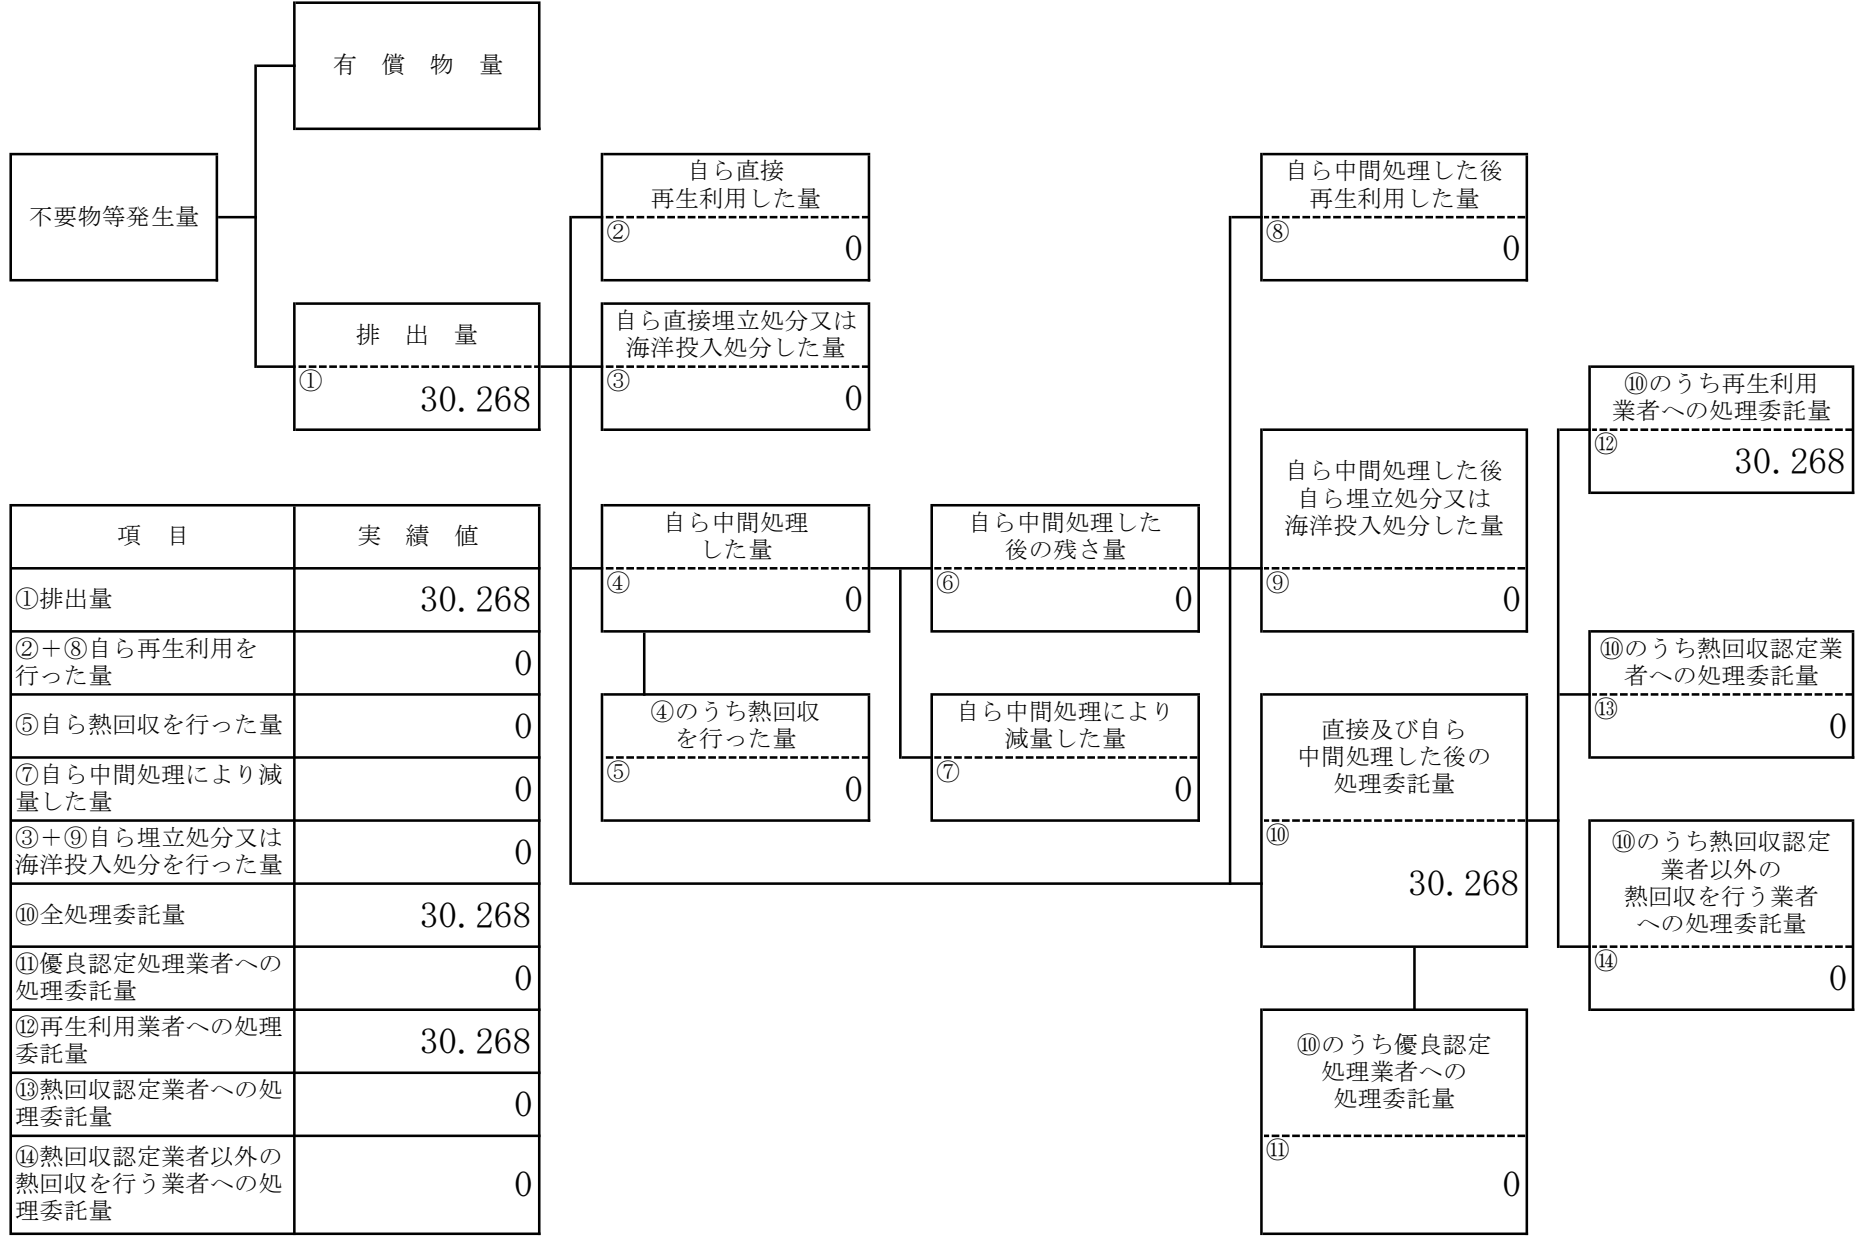 有 償 物 量
不要物等発生量
排 出 量
①
30.268
自ら直接
再生利用した量
②
0
自ら直接埋立処分又は
海洋投入処分した量
③
0
自ら中間処理
した量
④
0
④のうち熱回収
を行った量
⑤
0
自ら中間処理した
後の残さ量
⑥
0
自ら中間処理により
減量した量
⑦
0
自ら中間処理した後
再生利用した量
⑧
0
自ら中間処理した後
自ら埋立処分又は
海洋投入処分した量
⑨
0
直接及び自ら
中間処理した後の
処理委託量
⑩
30.268
⑩のうち優良認定
処理業者への
処理委託量
⑪
0
⑩のうち再生利用
業者への処理委託量
⑫
30.268
⑩のうち熱回収認定業
者への処理委託量
⑬
0
⑩のうち熱回収認定
業者以外の
熱回収を行う業者
への処理委託量
⑭
0
項 目 実 績 値
①排出量 30.268
②+⑧自ら再生利用を
行った量 0
⑤自ら熱回収を行った量 0
⑦自ら中間処理により減
量した量 0
③+⑨自ら埋立処分又は
海洋投入処分を行った量 0
⑩全処理委託量 30.268
⑪優良認定処理業者への
処理委託量 0
⑫再生利用業者への処理
委託量 30.268
⑬熱回収認定業者への処
理委託量 0
⑭熱回収認定業者以外の
熱回収を行う業者への処
理委託量 0